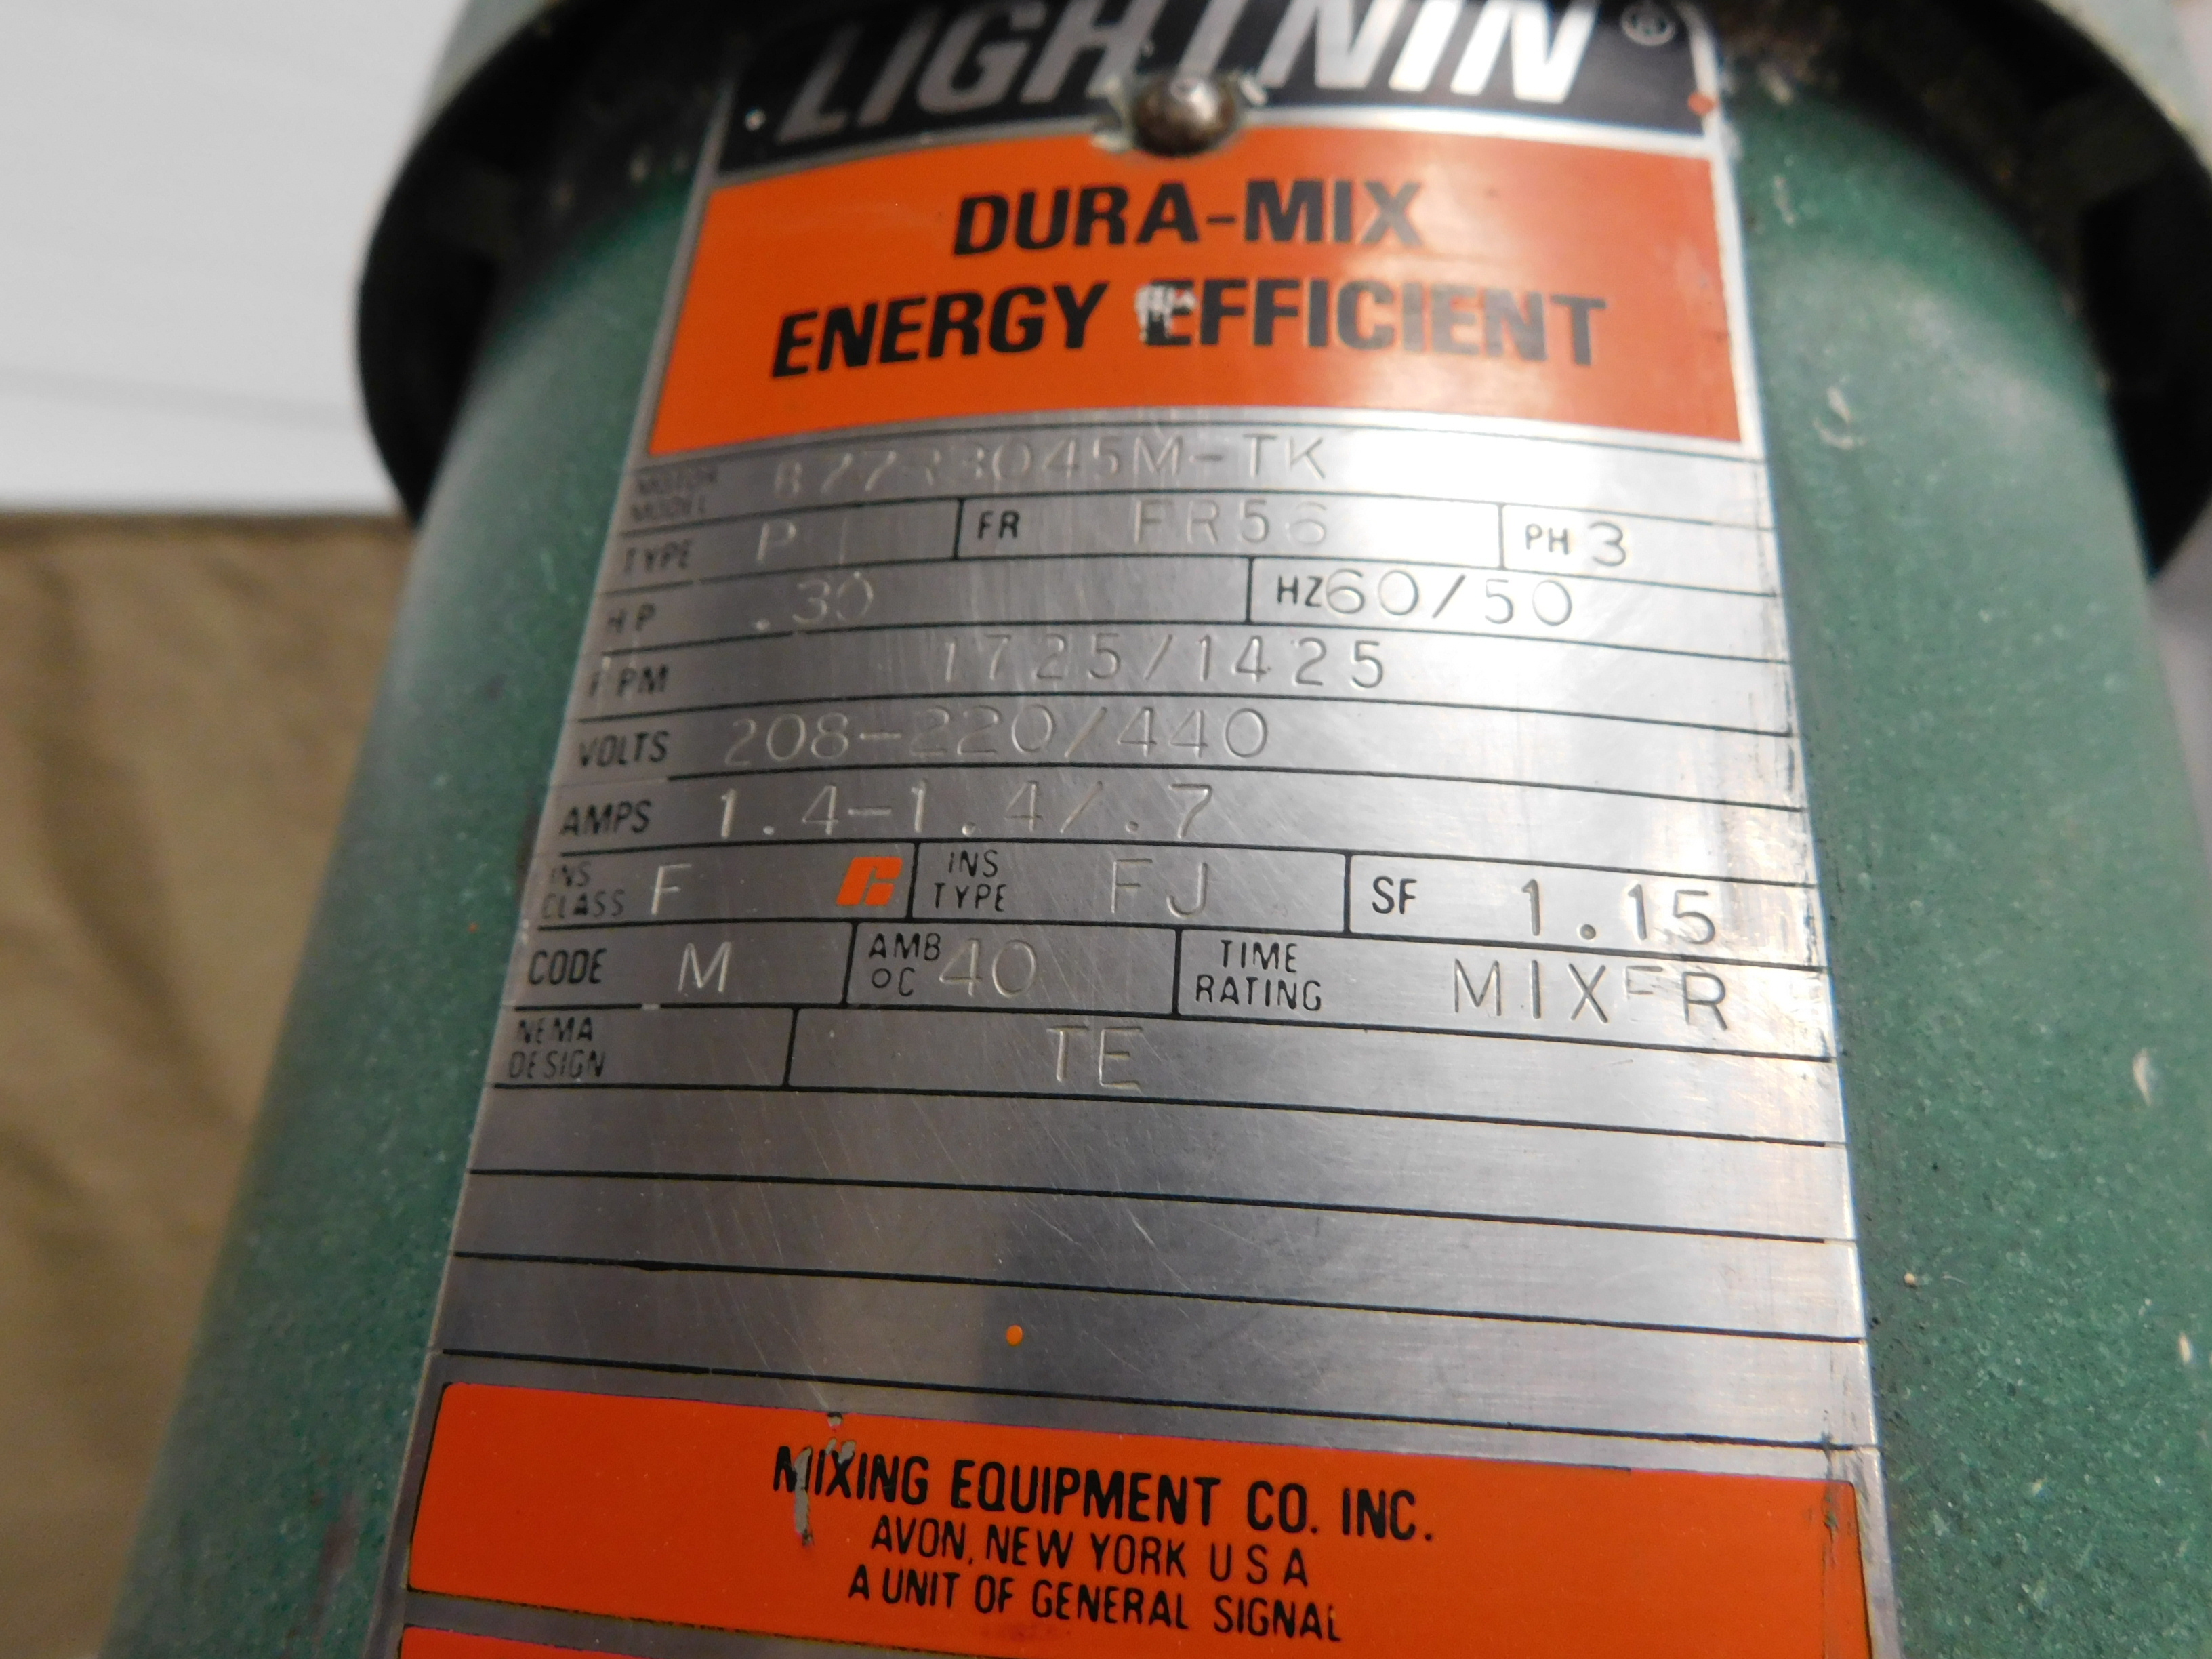 LIGHTNIN ®
DURA-MIX
ENERGY EFFICIENT
MOTOR MODEL B77R3045M-TK
TYPE P FR FR56 PH 3
HP .30 HZ 60/50
RPM 1725/1425
VOLTS 208-220/440
AMPS 1.4-1.4/.7
INS CLASS F INS TYPE FJ SF 1.15
CODE M AMB °C 40 TIME RATING MIX-R
NEMA DESIGN TE
MIXING EQUIPMENT CO. INC.
AVON, NEW YORK U S A
A UNIT OF GENERAL SIGNAL